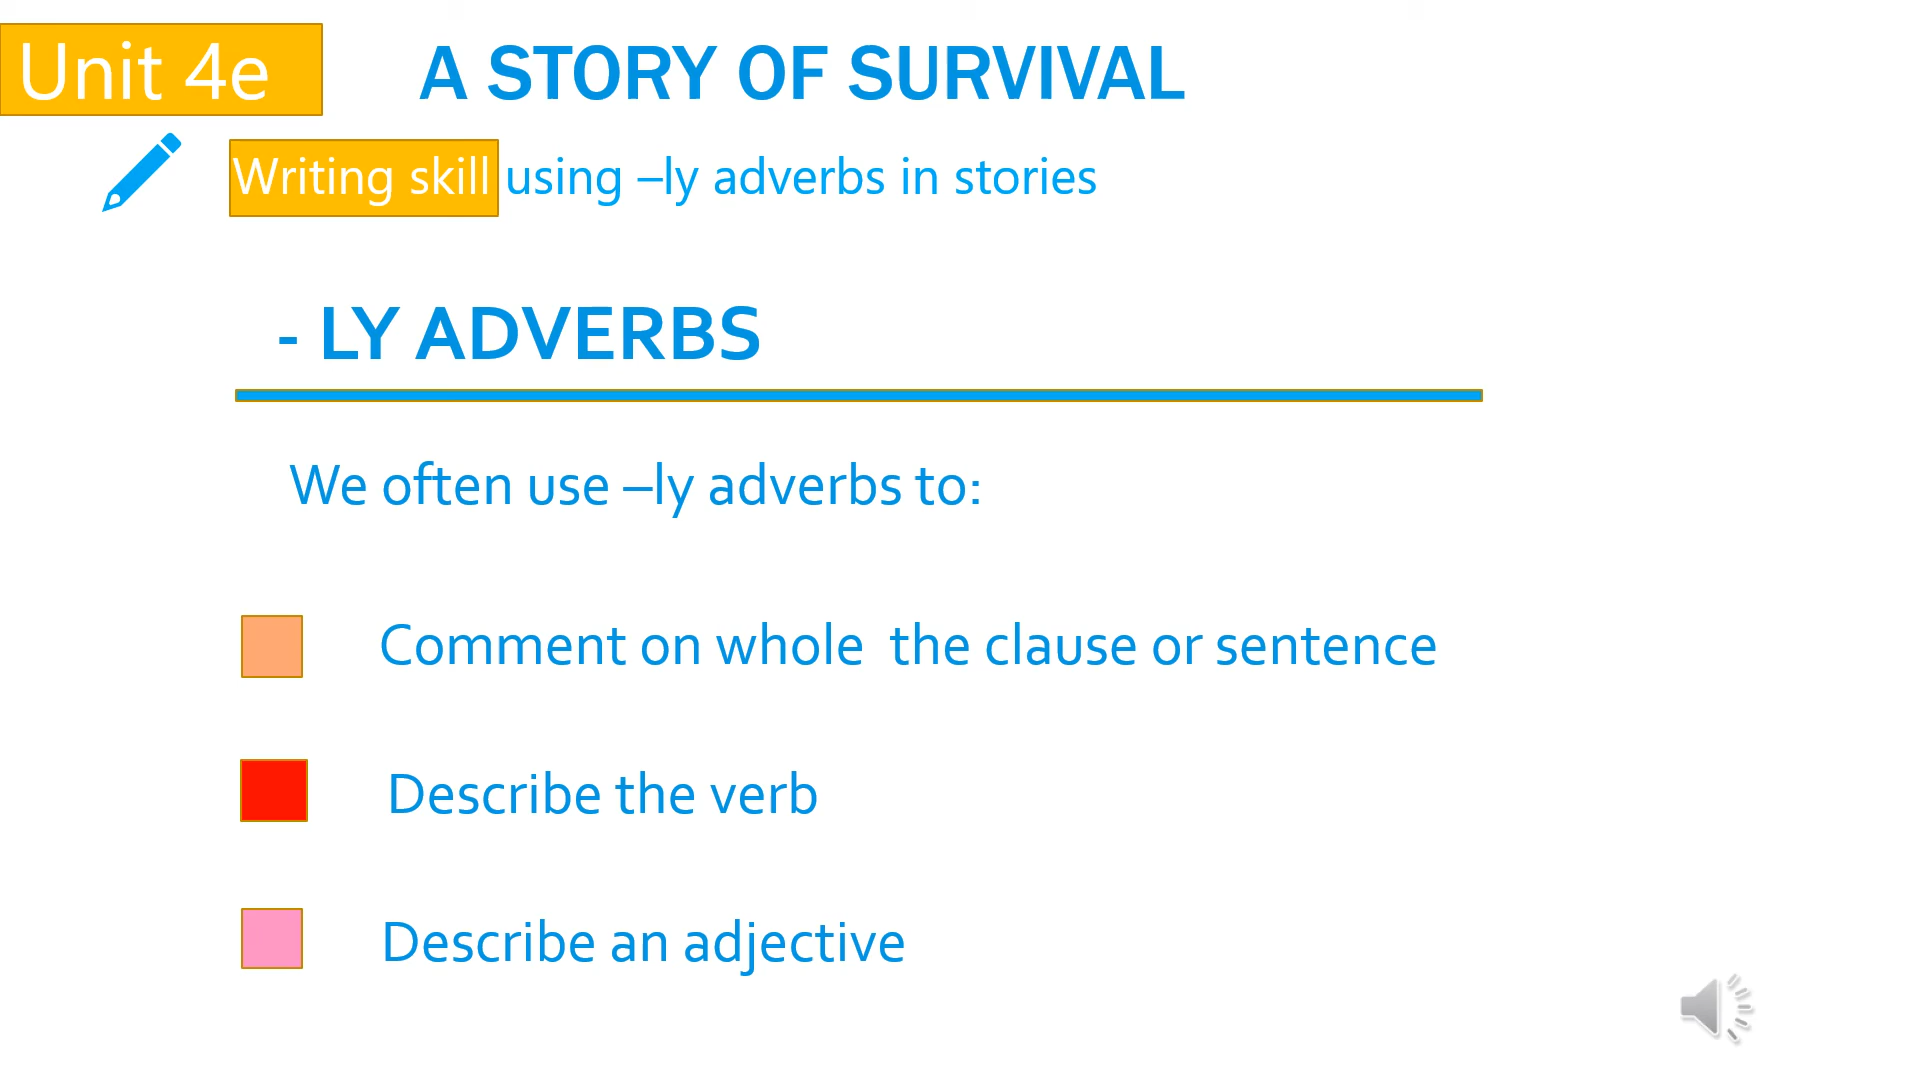 Unit 4e
A STORY OF SURVIVAL
Writing skill using –ly adverbs in stories
- LY ADVERBS
We often use –ly adverbs to:
Comment on whole  the clause or sentence
Describe the verb
Describe an adjective